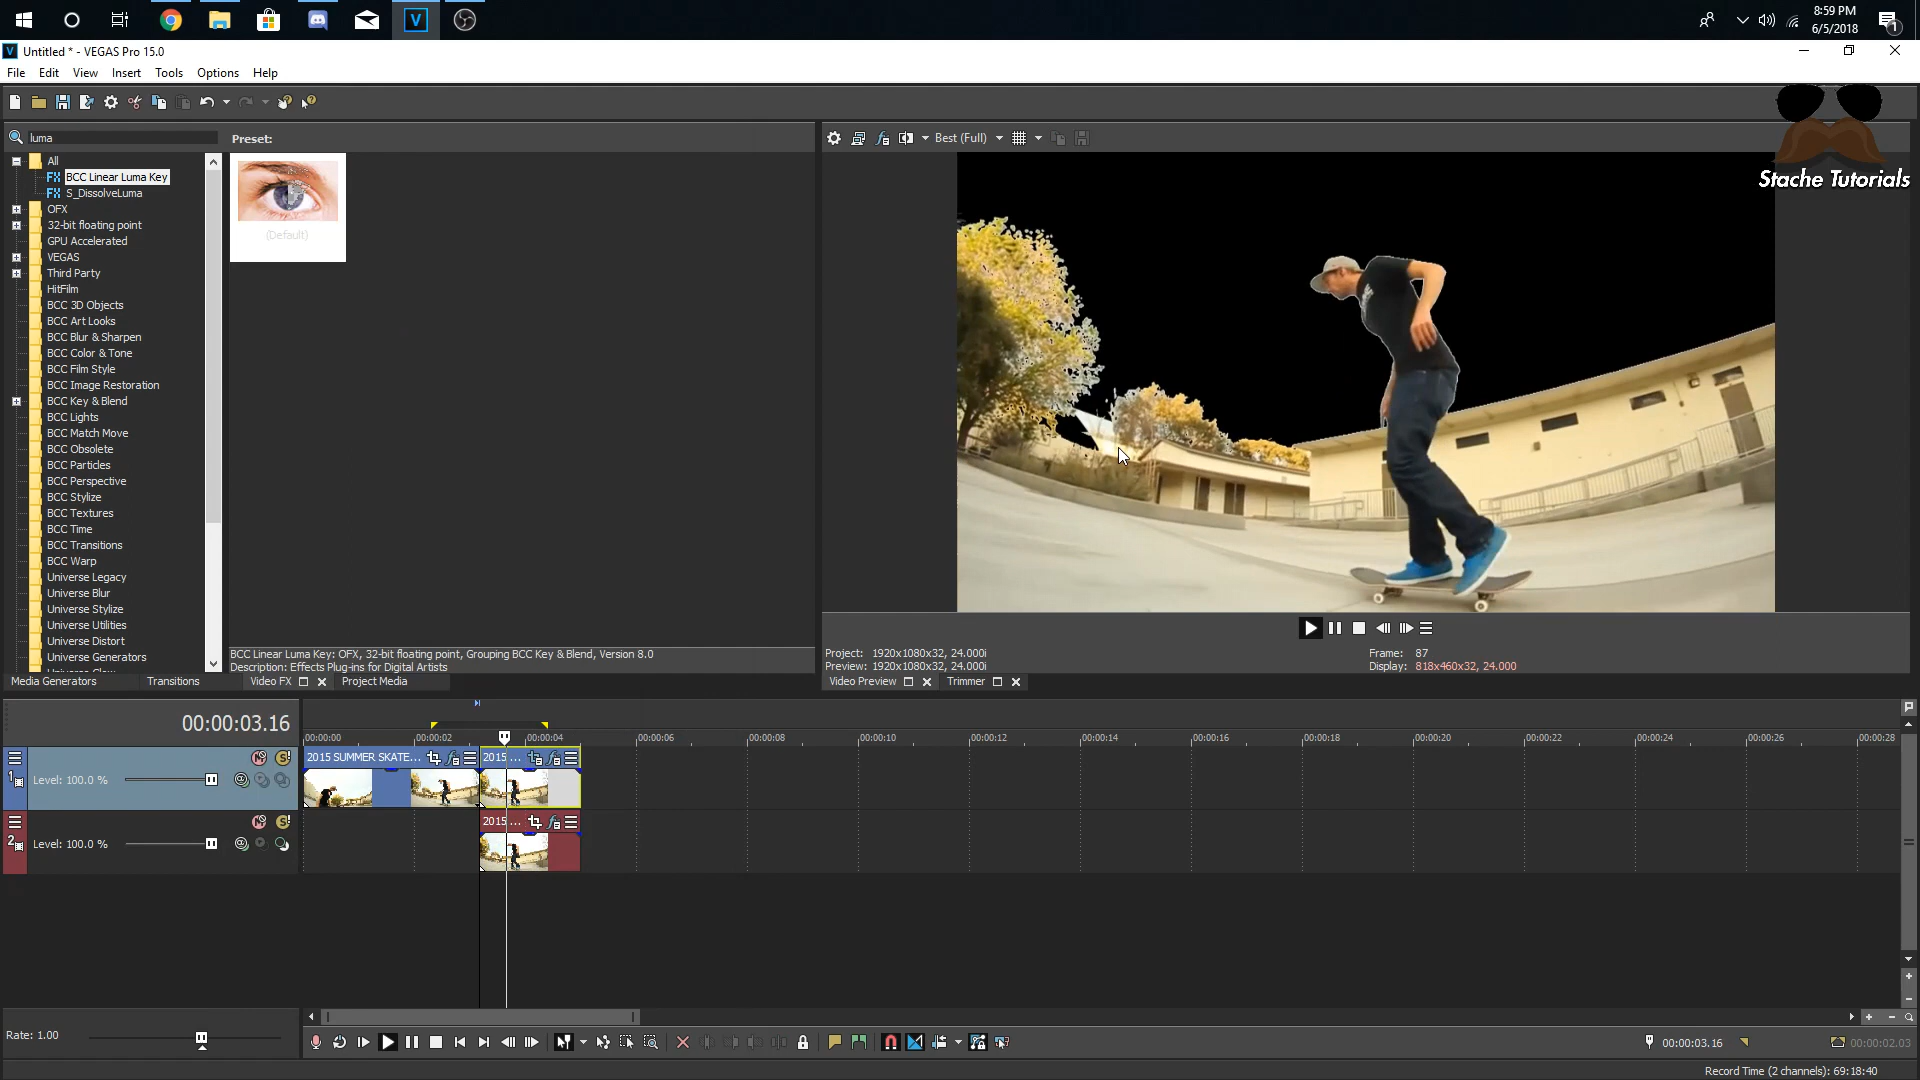 8:59 PM
6/5/2018
1
V Untitled * - VEGAS Pro 15.0
File Edit View Insert Tools Options Help
luma
Preset:
Best (Full)
Stache Tutorials
All
BCC Linear Luma Key
S_DissolveLuma
OFX
32-bit floating point
GPU Accelerated
VEGAS
Third Party
HitFilm
BCC 3D Objects
BCC Art Looks
BCC Blur & Sharpen
BCC Color & Tone
BCC Film Style
BCC Image Restoration
BCC Key & Blend
BCC Lights
BCC Match Move
BCC Obsolete
BCC Particles
BCC Perspective
BCC Stylize
BCC Textures
BCC Time
BCC Transitions
BCC Warp
Universe Legacy
Universe Blur
Universe Stylize
Universe Utilities
Universe Distort
Universe Generators
(Default)
BCC Linear Luma Key: OFX, 32-bit floating point, Grouping BCC Key & Blend, Version 8.0
Description: Effects Plug-ins for Digital Artists
Project: 1920x1080x32, 24.000i
Preview: 1920x1080x32, 24.000i
Frame: 87
Display: 818x460x32, 24.000
Media Generators Transitions Video FX Project Media
Video Preview Trimmer
00:00:03.16
00:00:00 00:00:02 00:00:04 00:00:06 00:00:08 00:00:10 00:00:12 00:00:14 00:00:16 00:00:18 00:00:20 00:00:22 00:00:24 00:00:26 00:00:28
2015 SUMMER SKATE... 2015 ...
1 Level: 100.0 %
2015 ...
2 Level: 100.0 %
Rate: 1.00
00:00:03.16 00:00:02.03
Record Time (2 channels): 69:18:40